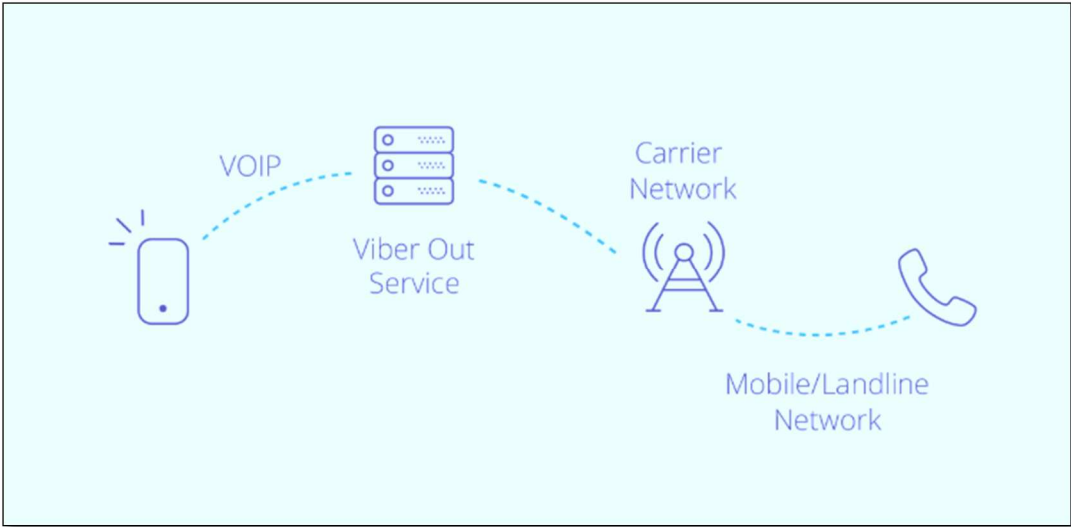 VOIP
Viber Out
Service
Carrier
Network
Mobile/Landline
Network